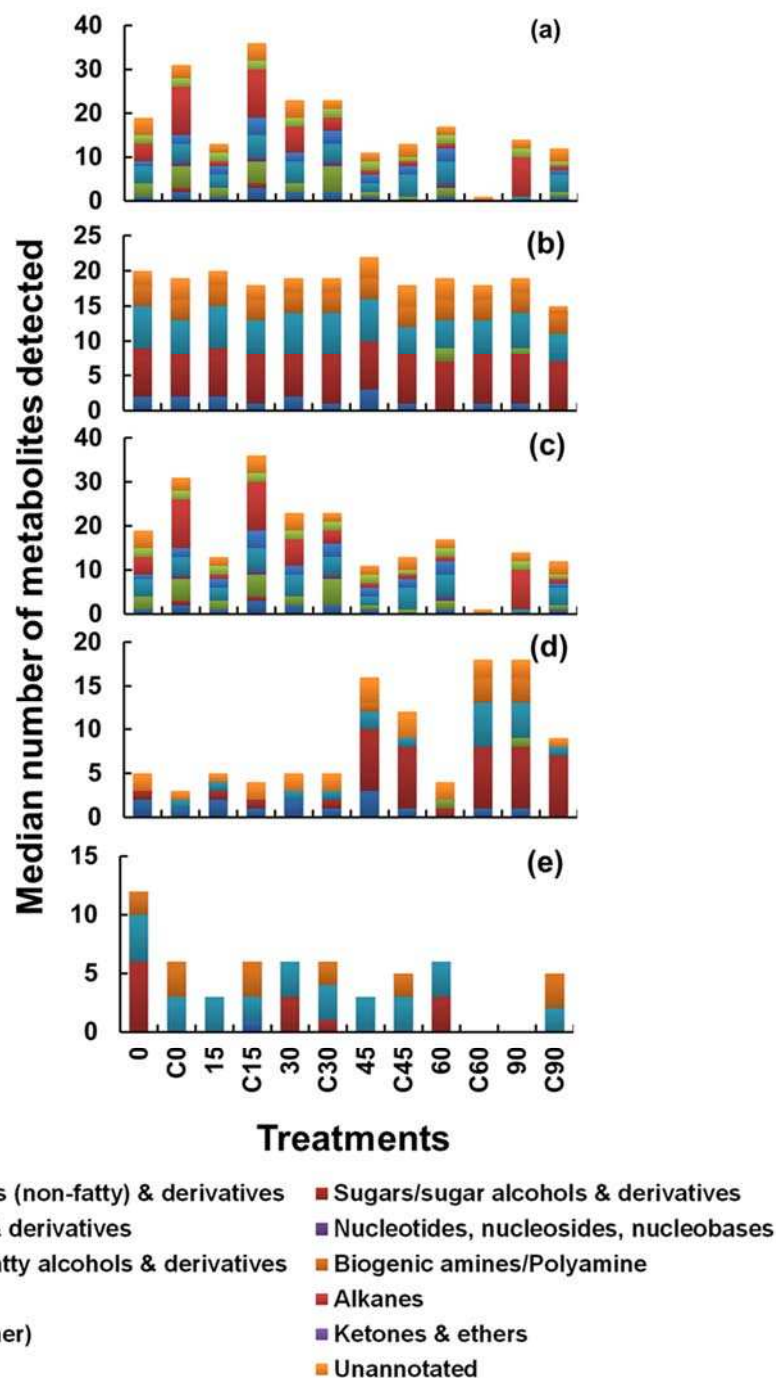 40
30
20
10
0
(a)
25
20
15
10
5
0
(b)
40
30
20
10
0
(c)
20
15
10
5
0
(d)
15
10
5
0
(e)
Median number of metabolites detected
0 C0 15 C15 30 C30 45 C45 60 C60 90 C90
Treatments
(non-fatty) & derivatives
Sugars/sugar alcohols & derivatives
& derivatives
Nucleotides, nucleosides, nucleobases
alcohols & derivatives
Biogenic amines/Polyamine
Alkanes
Ketones & ethers
Unannotated